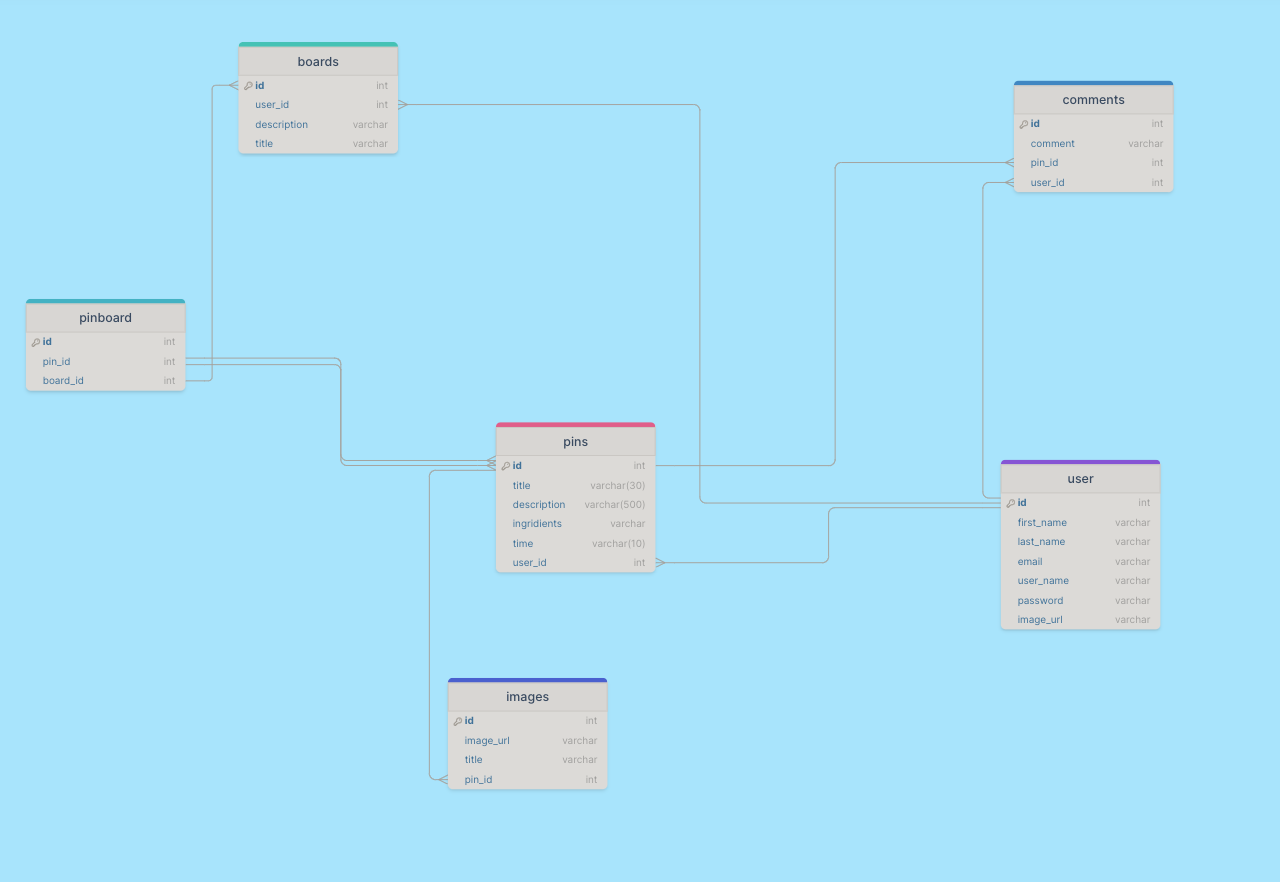 boards
id int
user_id int
description varchar
title varchar
comments
id int
comment varchar
pin_id int
user_id int
pinboard
id int
pin_id int
board_id int
pins
id int
title varchar(30)
description varchar(500)
ingridients varchar
time varchar(10)
user_id int
user
id int
first_name varchar
last_name varchar
email varchar
user_name varchar
password varchar
image_url varchar
images
id int
image_url varchar
title varchar
pin_id int